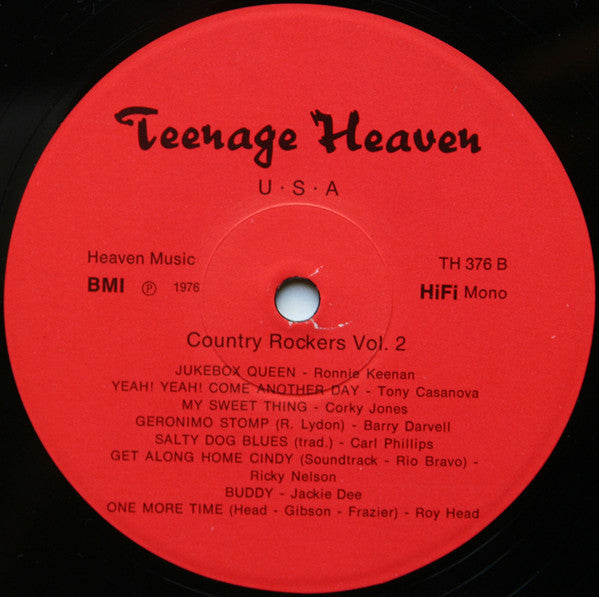 Teenage Heaven
U · S · A
Heaven Music
TH 376 B
BMI ℗ 1976
HiFi Mono
Country Rockers Vol. 2
JUKEBOX QUEEN - Ronnie Keenan
YEAH! YEAH! COME ANOTHER DAY - Tony Casanova
MY SWEET THING - Corky Jones
GERONIMO STOMP (R. Lydon) - Barry Darvell
SALTY DOG BLUES (trad.) - Carl Phillips
GET ALONG HOME CINDY (Soundtrack - Rio Bravo) -
Ricky Nelson
BUDDY - Jackie Dee
ONE MORE TIME (Head - Gibson - Frazier) - Roy Head